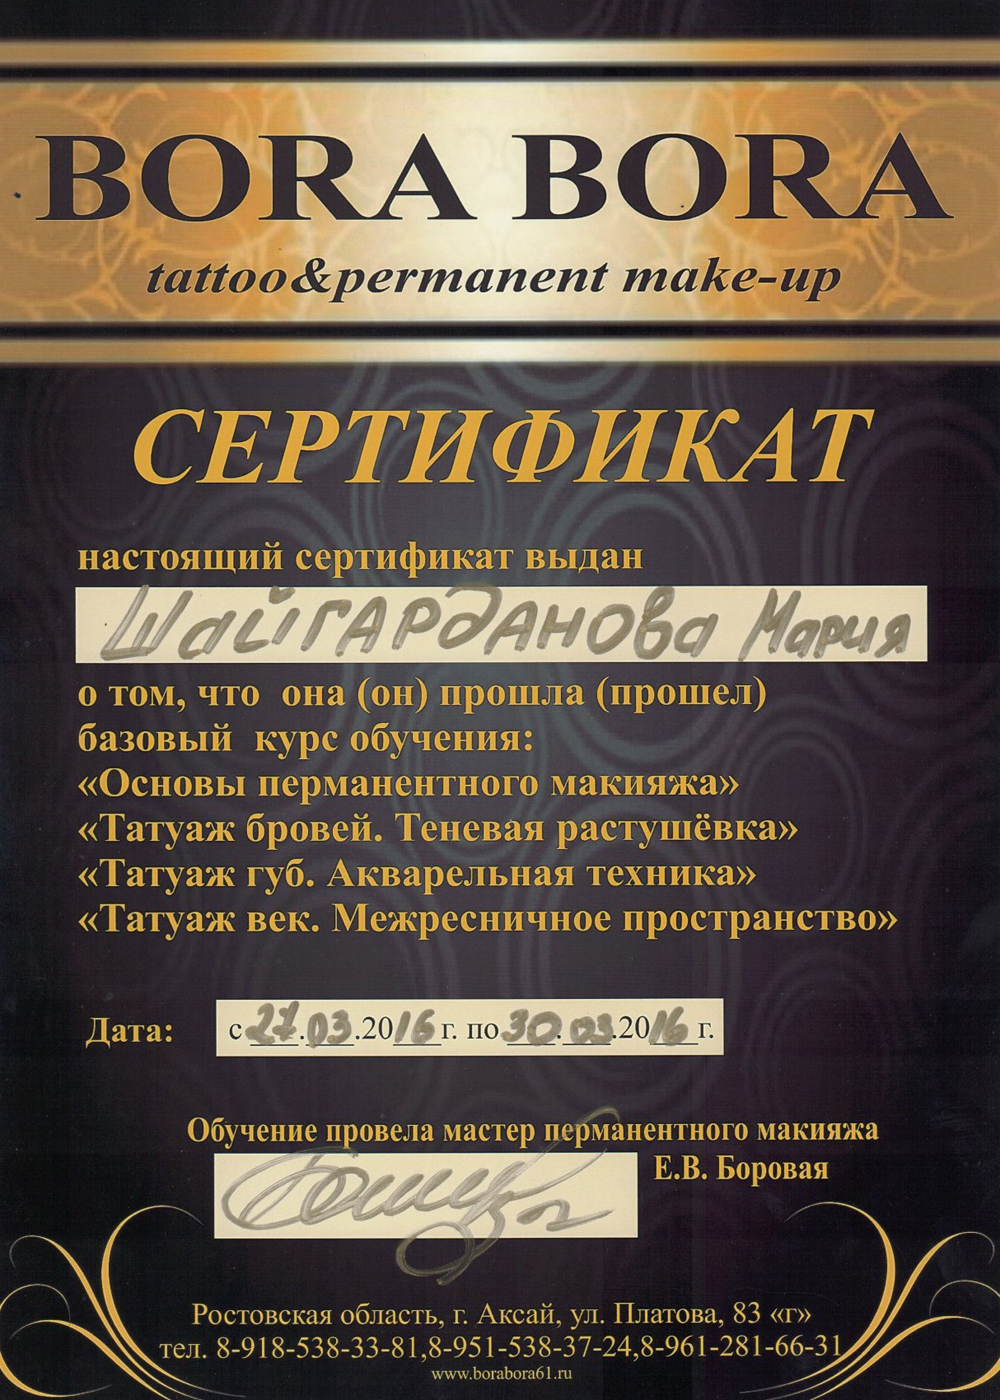 BORA BORA
tattoo&permanent make-up
СЕРТИФИКАТ
настоящий сертификат выдан
Шайгарданова Мария
о том, что она (он) прошла (прошел)
базовый курс обучения:
«Основы перманентного макияжа»
«Татуаж бровей. Теневая растушёвка»
«Татуаж губ. Акварельная техника»
«Татуаж век. Межресничное пространство»
Дата: с 27.03.2016 г. по 30.03.2016 г.
Обучение провела мастер перманентного макияжа
Е.В. Боровая
Ростовская область, г. Аксай, ул. Платова, 83 «г»
тел. 8-918-538-33-81,8-951-538-37-24,8-961-281-66-31
www.borabora61.ru